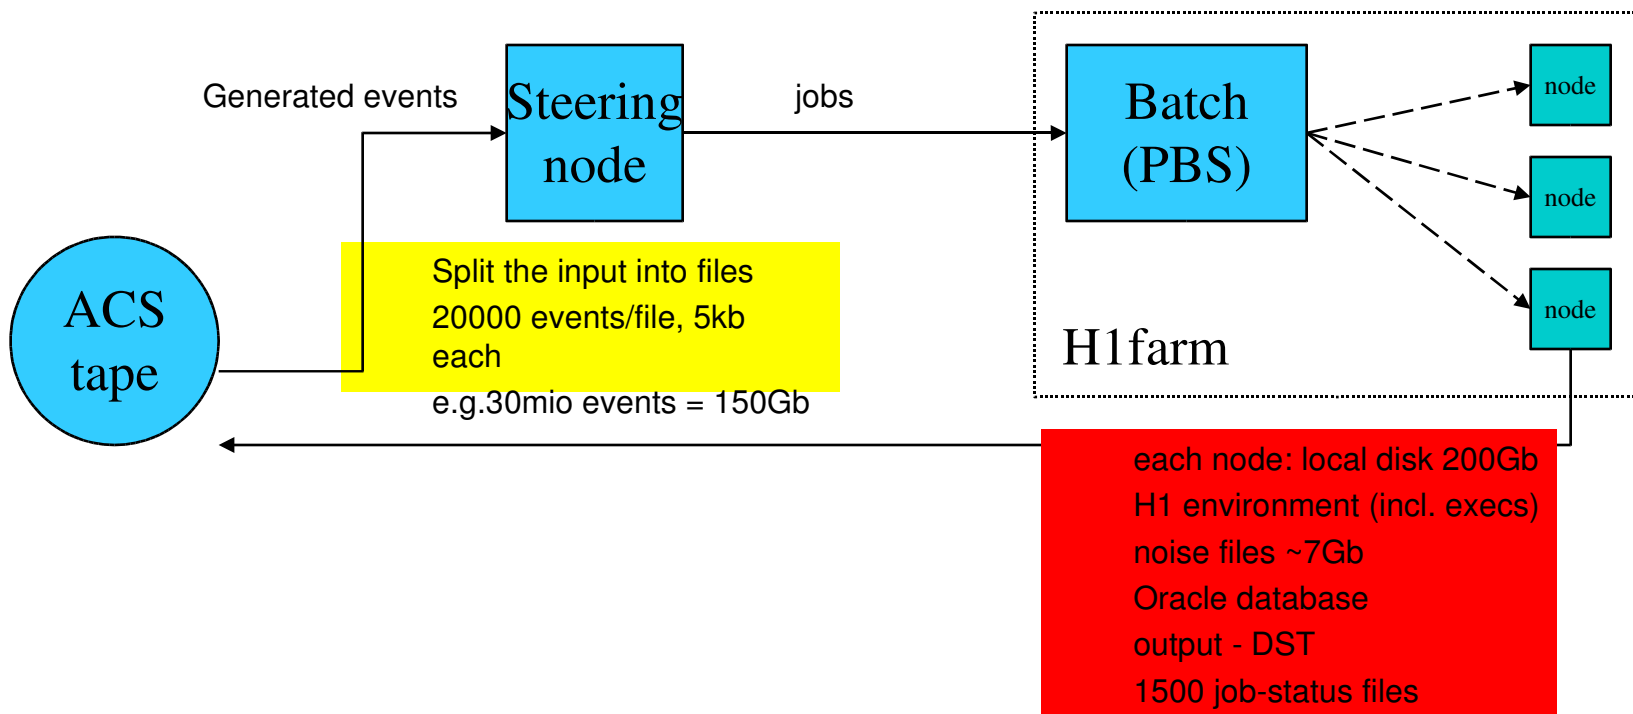 Generated events
Steering
node
jobs
Batch
(PBS)
node
node
node
H1farm
ACS
tape
Split the input into files
20000 events/file, 5kb
each
e.g.30mio events = 150Gb
each node: local disk 200Gb
H1 environment (incl. execs)
noise files ~7Gb
Oracle database
output - DST
1500 job-status files